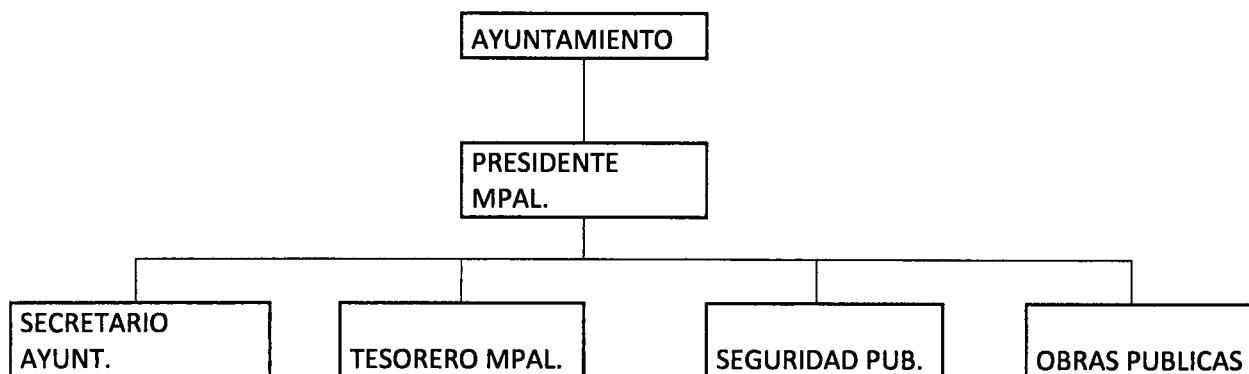 AYUNTAMIENTO
PRESIDENTE
MPAL.
SECRETARIO
AYUNT.
TESORERO MPAL.
SEGURIDAD PUB.
OBRAS PUBLICAS